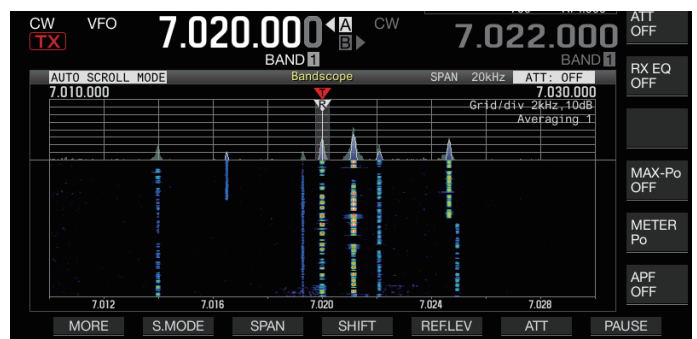 CW VFO 7.020.000 A CW ATT
TX B 7.022.000 OFF
BAND 1 BAND 1
AUTO SCROLL MODE Bandscope SPAN 20kHz ATT: OFF RX EQ
OFF
7.010.000 T 7.030.000
R Grid/div 2kHz,10dB
Averaging 1
MAX-Po
OFF
METER
Po
APF
OFF
7.012 7.016 7.020 7.024 7.028
MORE S.MODE SPAN SHIFT REF.LEV ATT PAUSE